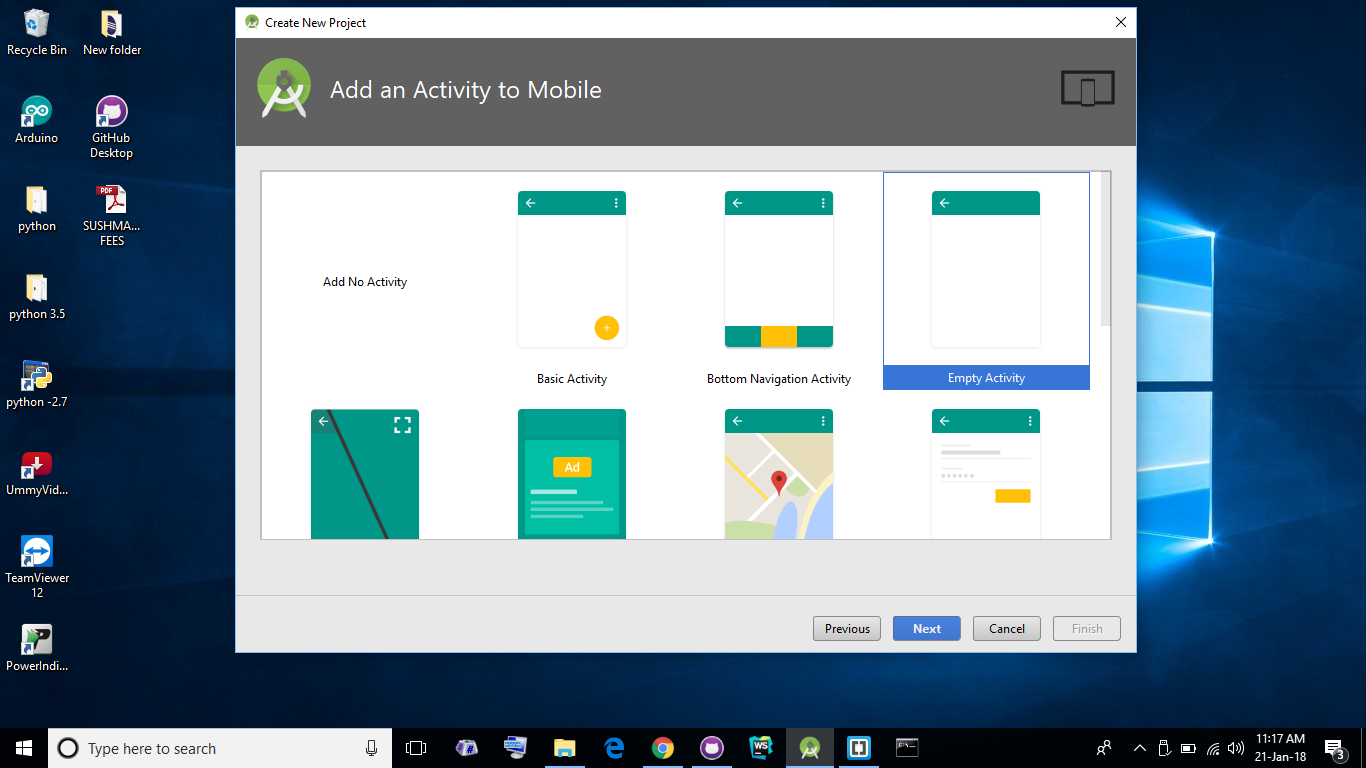 Recycle Bin
New folder
Arduino
GitHub
Desktop
python
PDF
SUSHMA...
FEES
python 3.5
python -2.7
UmmyVid...
TeamViewer
12
PowerIndi...
Create New Project
Add an Activity to Mobile
Add No Activity
Basic Activity
Bottom Navigation Activity
Empty Activity
Ad
Previous
Next
Cancel
Finish
Type here to search
WS
11:17 AM
21-Jan-18
3